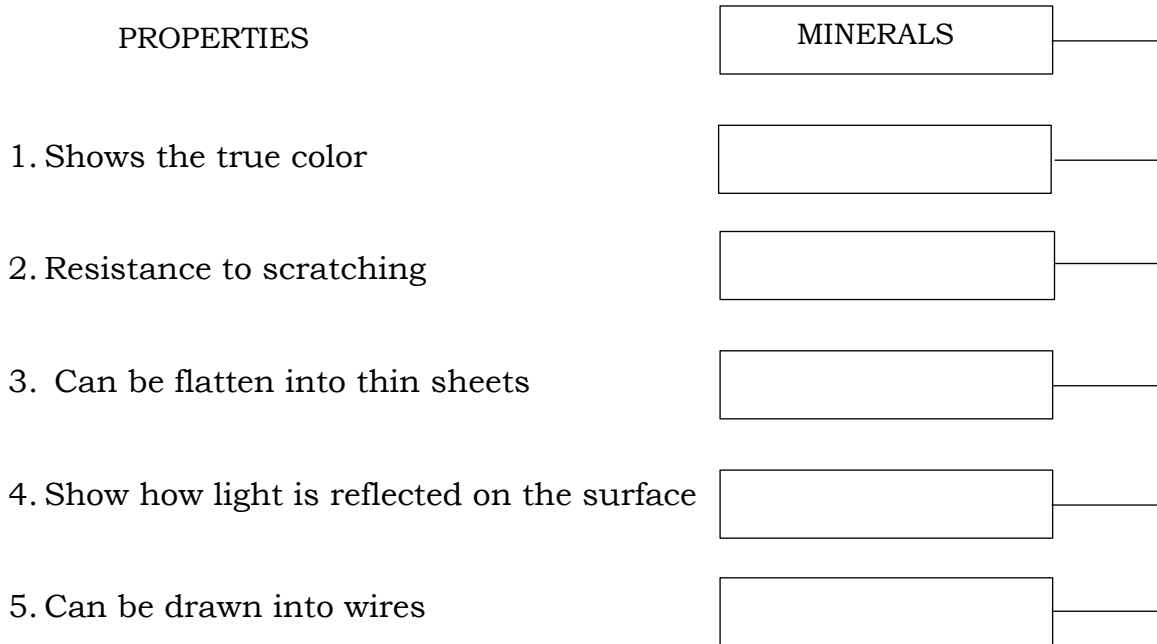 PROPERTIES
MINERALS
1. Shows the true color
2. Resistance to scratching
3. Can be flatten into thin sheets
4. Show how light is reflected on the surface
5. Can be drawn into wires